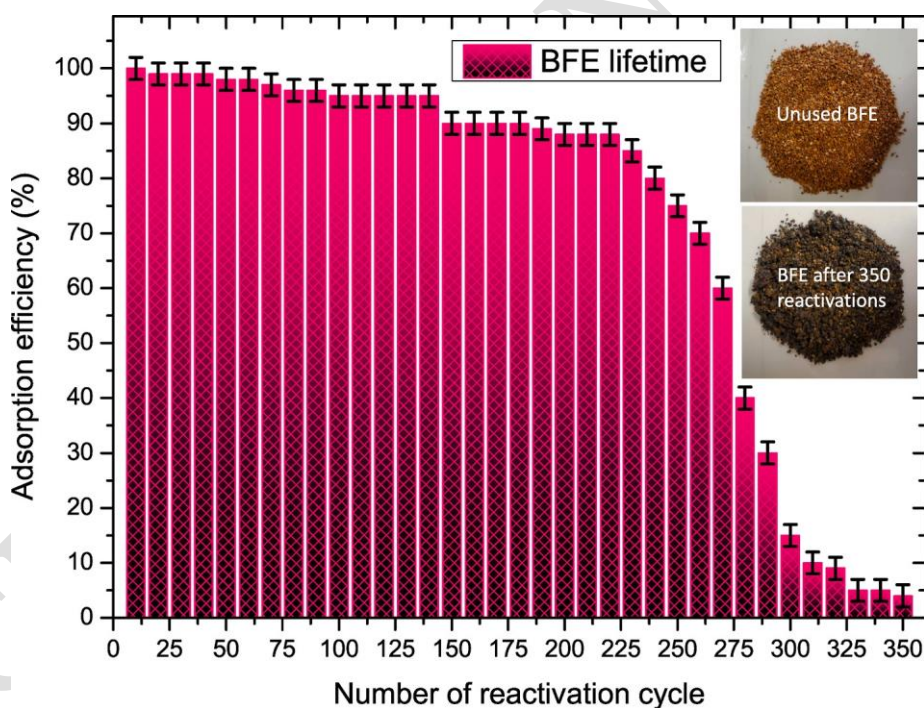 BFE lifetime
Unused BFE
BFE after 350
reactivations
Adsorption efficiency (%)
100
90
80
70
60
50
40
30
20
10
0
0 25 50 75 100 125 150 175 200 225 250 275 300 325 350
Number of reactivation cycle